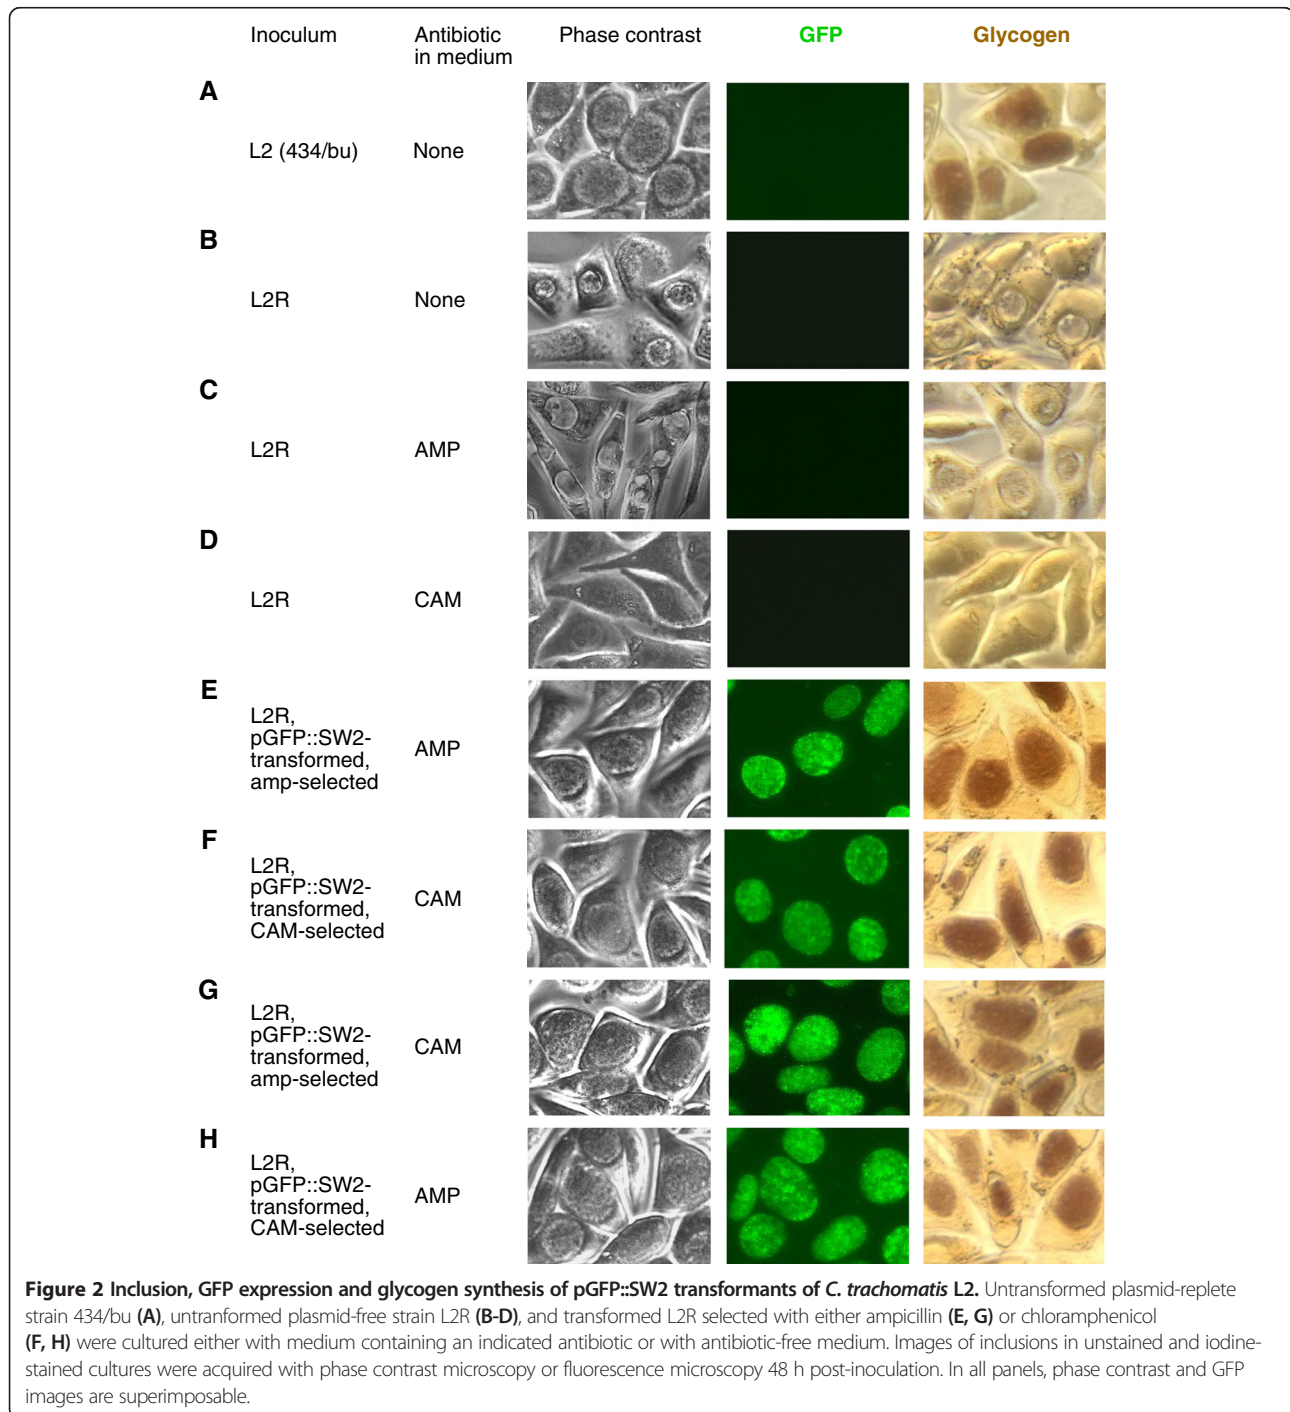 Inoculum Antibiotic in medium Phase contrast GFP Glycogen
A
L2 (434/bu) None
B
L2R None
C
L2R AMP
D
L2R CAM
E
L2R,
pGFP::SW2-
transformed, AMP
amp-selected
F
L2R,
pGFP::SW2-
transformed, CAM
CAM-selected
G
L2R,
pGFP::SW2-
transformed, CAM
amp-selected
H
L2R,
pGFP::SW2-
transformed, AMP
CAM-selected
Figure 2 Inclusion, GFP expression and glycogen synthesis of pGFP::SW2 transformants of C. trachomatis L2. Untransformed plasmid-replete
strain 434/bu (A), untranformed plasmid-free strain L2R (B-D), and transformed L2R selected with either ampicillin (E, G) or chloramphenicol
(F, H) were cultured either with medium containing an indicated antibiotic or with antibiotic-free medium. Images of inclusions in unstained and iodine-
stained cultures were acquired with phase contrast microscopy or fluorescence microscopy 48 h post-inoculation. In all panels, phase contrast and GFP
images are superimposable.